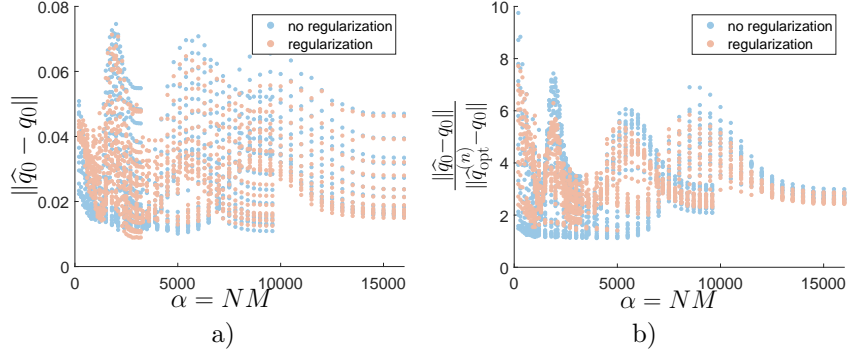 0.08
0.06
0.04
0.02
0
0
5000
10000
15000
no regularization
regularization
||q̂₀ − q₀||
α = NM
a)
10
8
6
4
2
0
0
5000
10000
15000
no regularization
regularization
||q̂₀ − q₀||
||q̂opt⁽ⁿ⁾ − q₀||
α = NM
b)